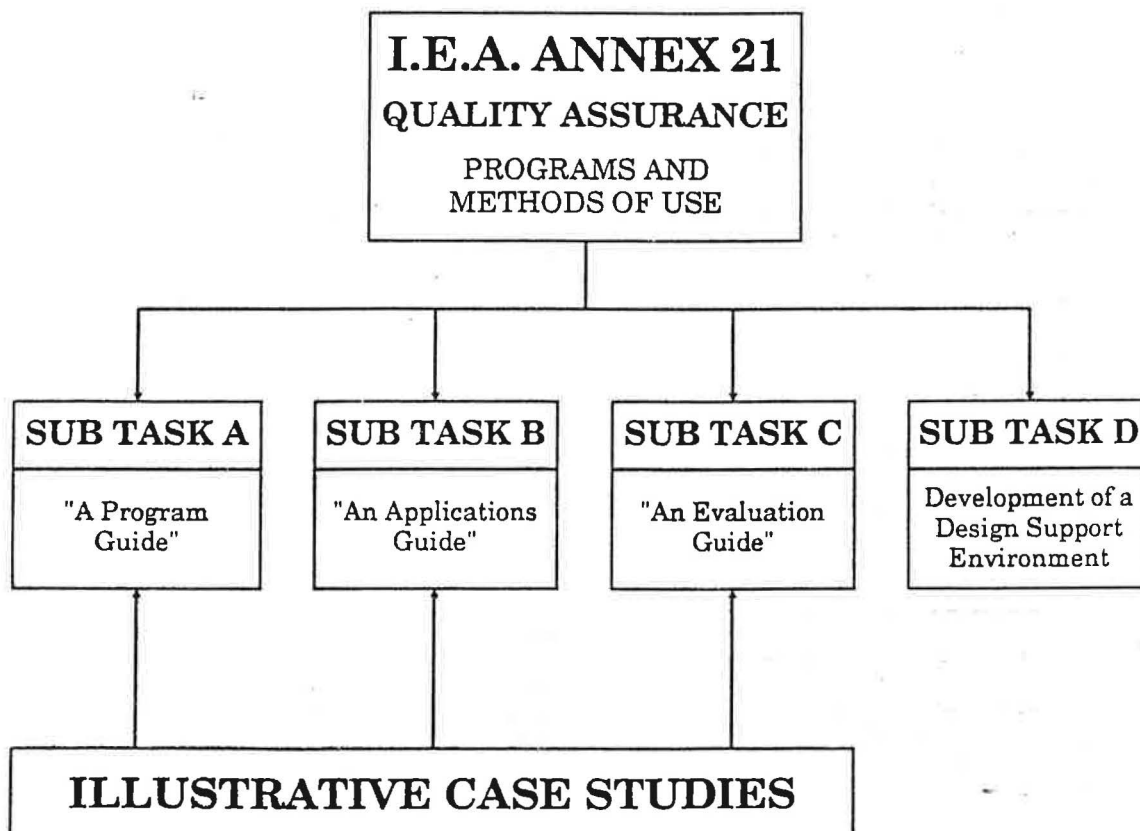 I.E.A. ANNEX 21
QUALITY ASSURANCE
PROGRAMS AND
METHODS OF USE
SUB TASK A
"A Program
Guide"
SUB TASK B
"An Applications
Guide"
SUB TASK C
"An Evaluation
Guide"
SUB TASK D
Development of a
Design Support
Environment
ILLUSTRATIVE CASE STUDIES